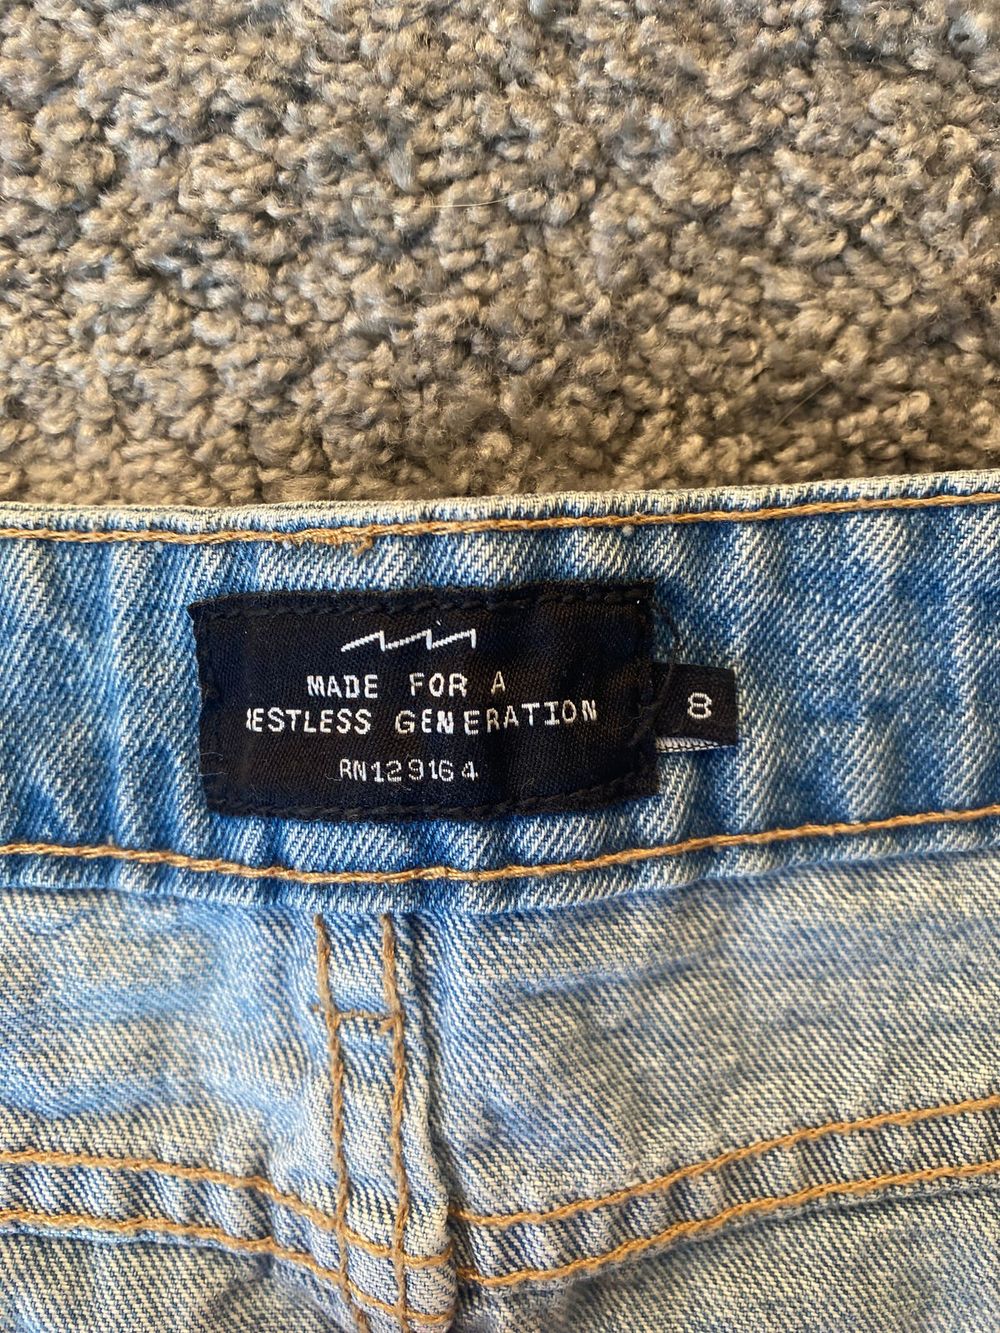 MADE FOR A
RESTLESS GENERATION
RN129164
8